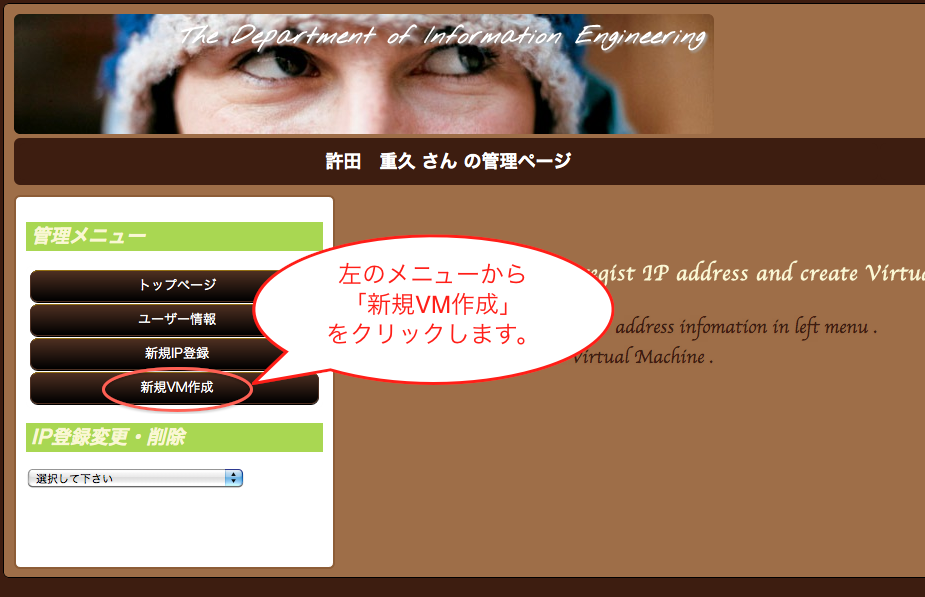 The Department of Information Engineering
許田　重久 さん の管理ページ
管理メニュー
トップページ
ユーザー情報
新規IP登録
新規VM作成
IP登録変更・削除
選択して下さい
左のメニューから
「新規VM作成」
をクリックします。
IP address and create
address infomation in left menu .
Virtual Machine .